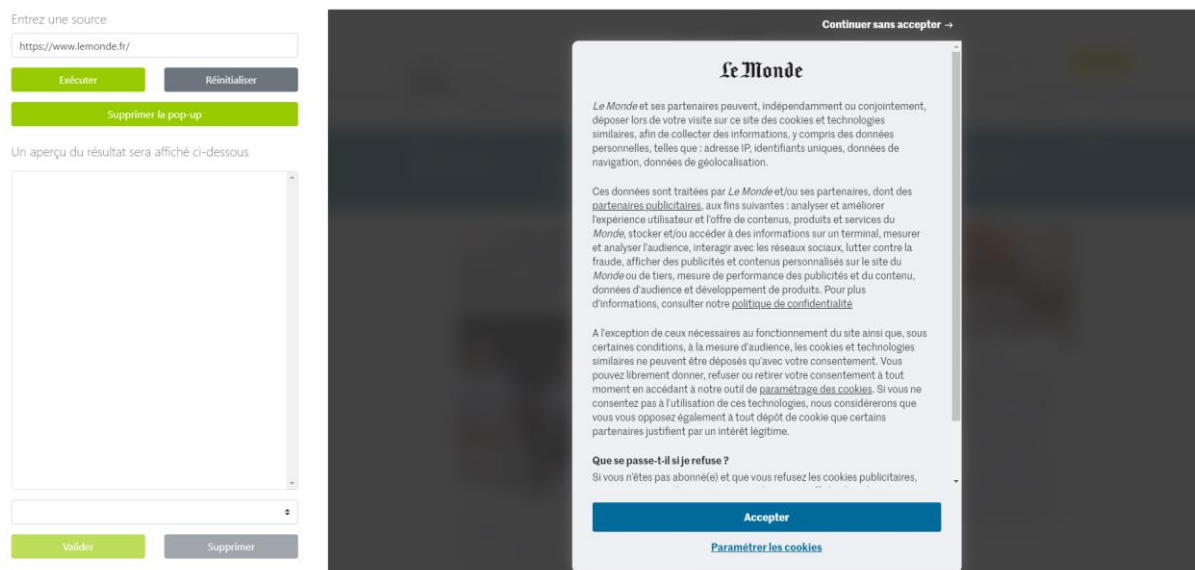 Entrez une source
https://www.lemonde.fr/
Exécuter
Réinitialiser
Supprimer la pop-up
Un aperçu du résultat sera affiché ci-dessous
Valider
Supprimer
Continuer sans accepter →
Le Monde
Le Monde et ses partenaires peuvent, indépendamment ou conjointement,
déposer lors de votre visite sur ce site des cookies et technologies
similaires, afin de collecter des informations, y compris des données
personnelles, telles que : adresse IP, identifiants uniques, données de
navigation, données de géolocalisation.
Ces données sont traitées par Le Monde et/ou ses partenaires, dont des
partenaires publicitaires, aux fins suivantes : analyser et améliorer
l'expérience utilisateur et l'offre de contenus, produits et services du
Monde, stocker et/ou accéder à des informations sur un terminal, mesurer
et analyser l'audience, interagir avec les réseaux sociaux, lutter contre la
fraude, afficher des publicités et contenus personnalisés sur le site du
Monde ou de tiers, mesure de performance des publicités et du contenu,
données d'audience et développement de produits. Pour plus
d'informations, consulter notre politique de confidentialité
A l'exception de ceux nécessaires au fonctionnement du site ainsi que, sous
certaines conditions, à la mesure d'audience, les cookies et technologies
similaires ne peuvent être déposés qu'avec votre consentement. Vous
pouvez librement donner, refuser ou retirer votre consentement à tout
moment en accédant à notre outil de paramétrage des cookies. Si vous ne
consentez pas à l'utilisation de ces technologies, nous considérerons que
vous vous opposez également à tout dépôt de cookie que certains
partenaires justifient par un intérêt légitime.
Que se passe-t-il si je refuse ?
Si vous n'êtes pas abonné(e) et que vous refusez les cookies publicitaires,
Accepter
Paramétrer les cookies